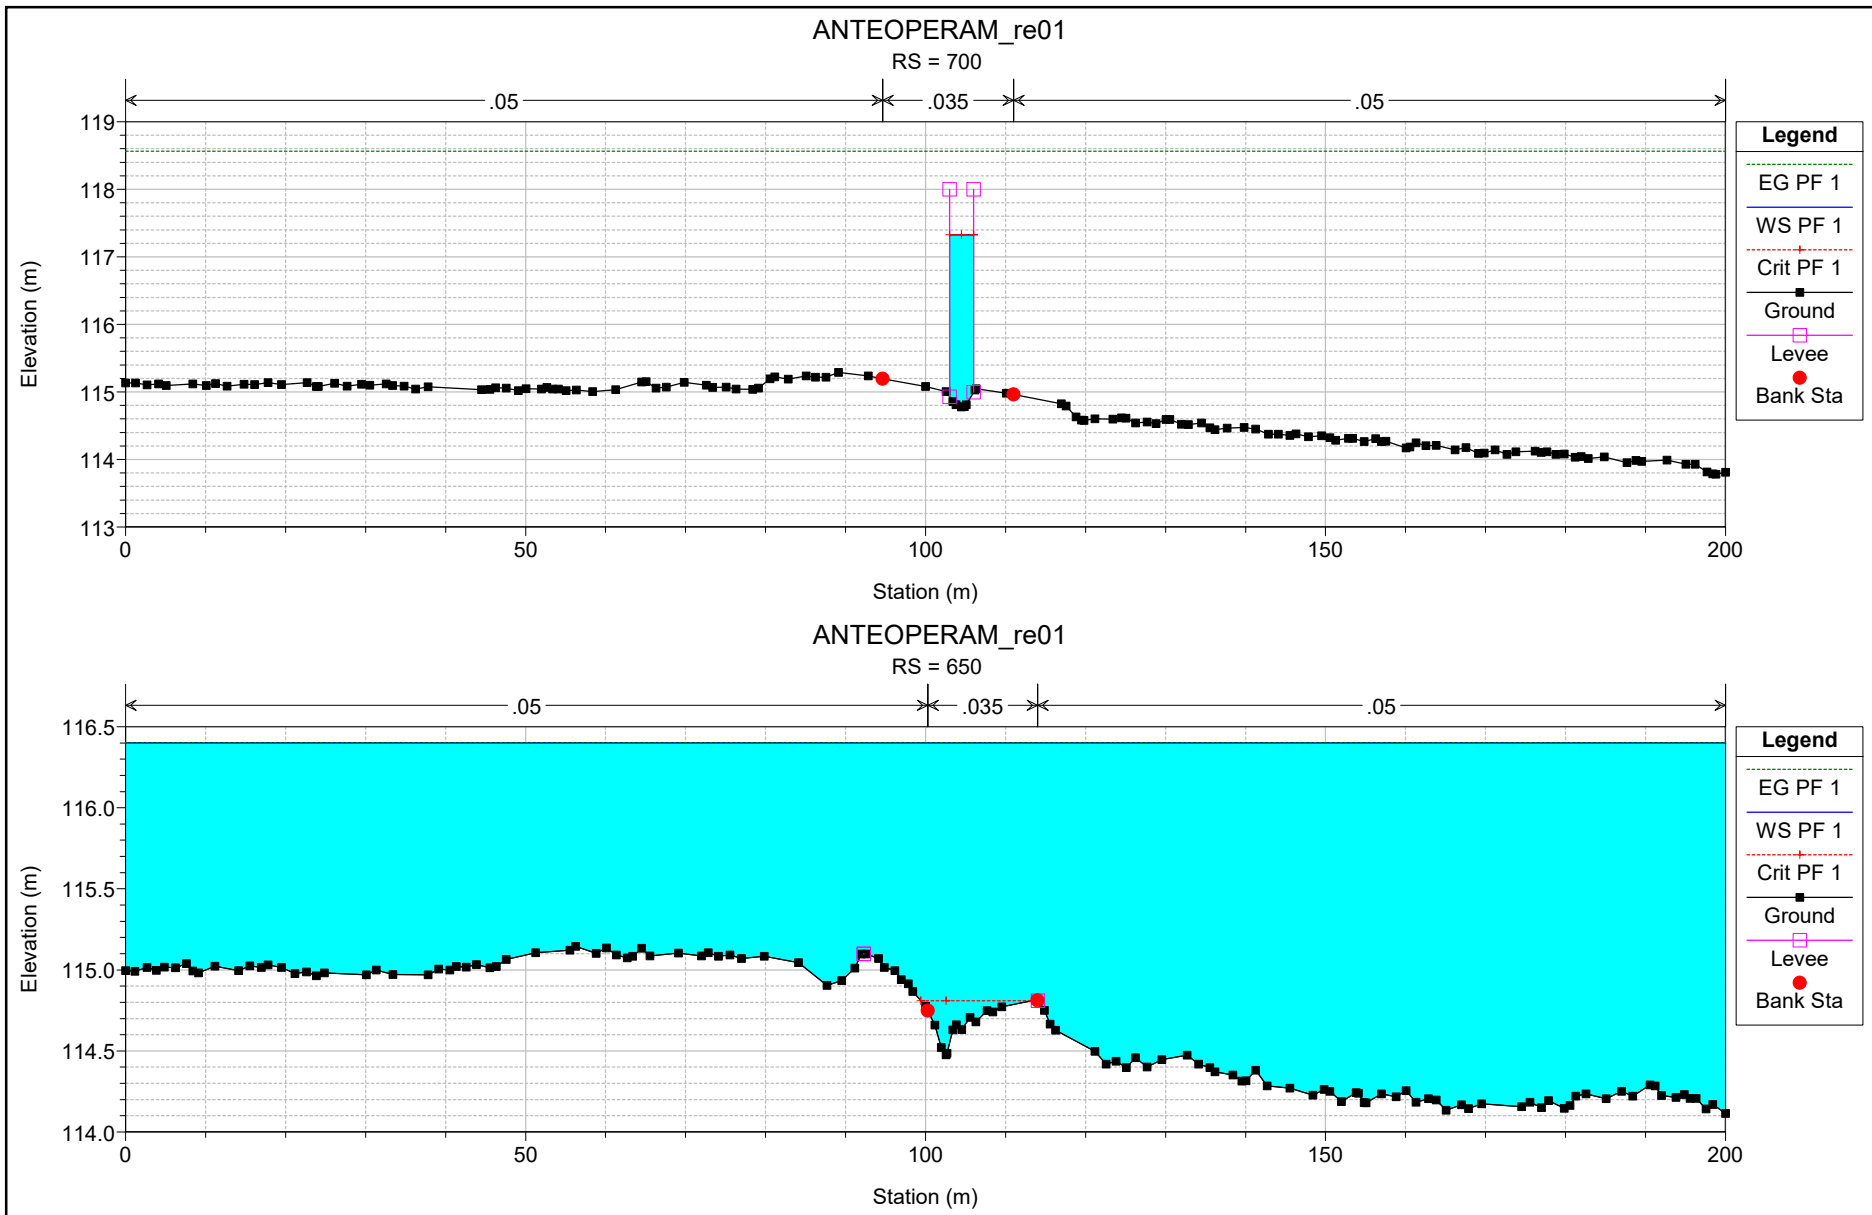 ANTEOPERAM_re01
RS = 700
.05
.035
.05
119
118
117
116
115
114
113
Elevation (m)
0
50
100
150
200
Station (m)
Legend
EG PF 1
WS PF 1
Crit PF 1
Ground
Levee
Bank Sta
ANTEOPERAM_re01
RS = 650
.05
.035
.05
116.5
116.0
115.5
115.0
114.5
114.0
Elevation (m)
0
50
100
150
200
Station (m)
Legend
EG PF 1
WS PF 1
Crit PF 1
Ground
Levee
Bank Sta